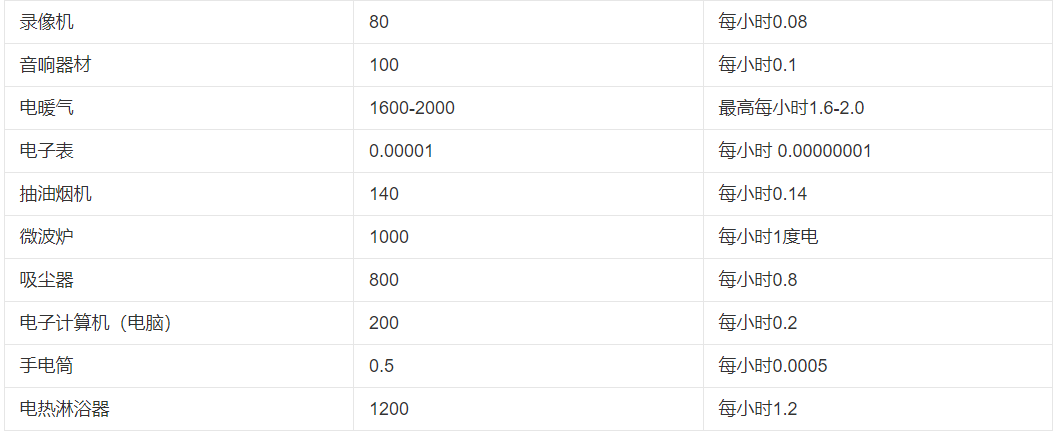 录像机 80 每小时0.08
音响器材 100 每小时0.1
电暖气 1600-2000 最高每小时1.6-2.0
电子表 0.00001 每小时 0.00000001
抽油烟机 140 每小时0.14
微波炉 1000 每小时1度电
吸尘器 800 每小时0.8
电子计算机（电脑） 200 每小时0.2
手电筒 0.5 每小时0.0005
电热淋浴器 1200 每小时1.2